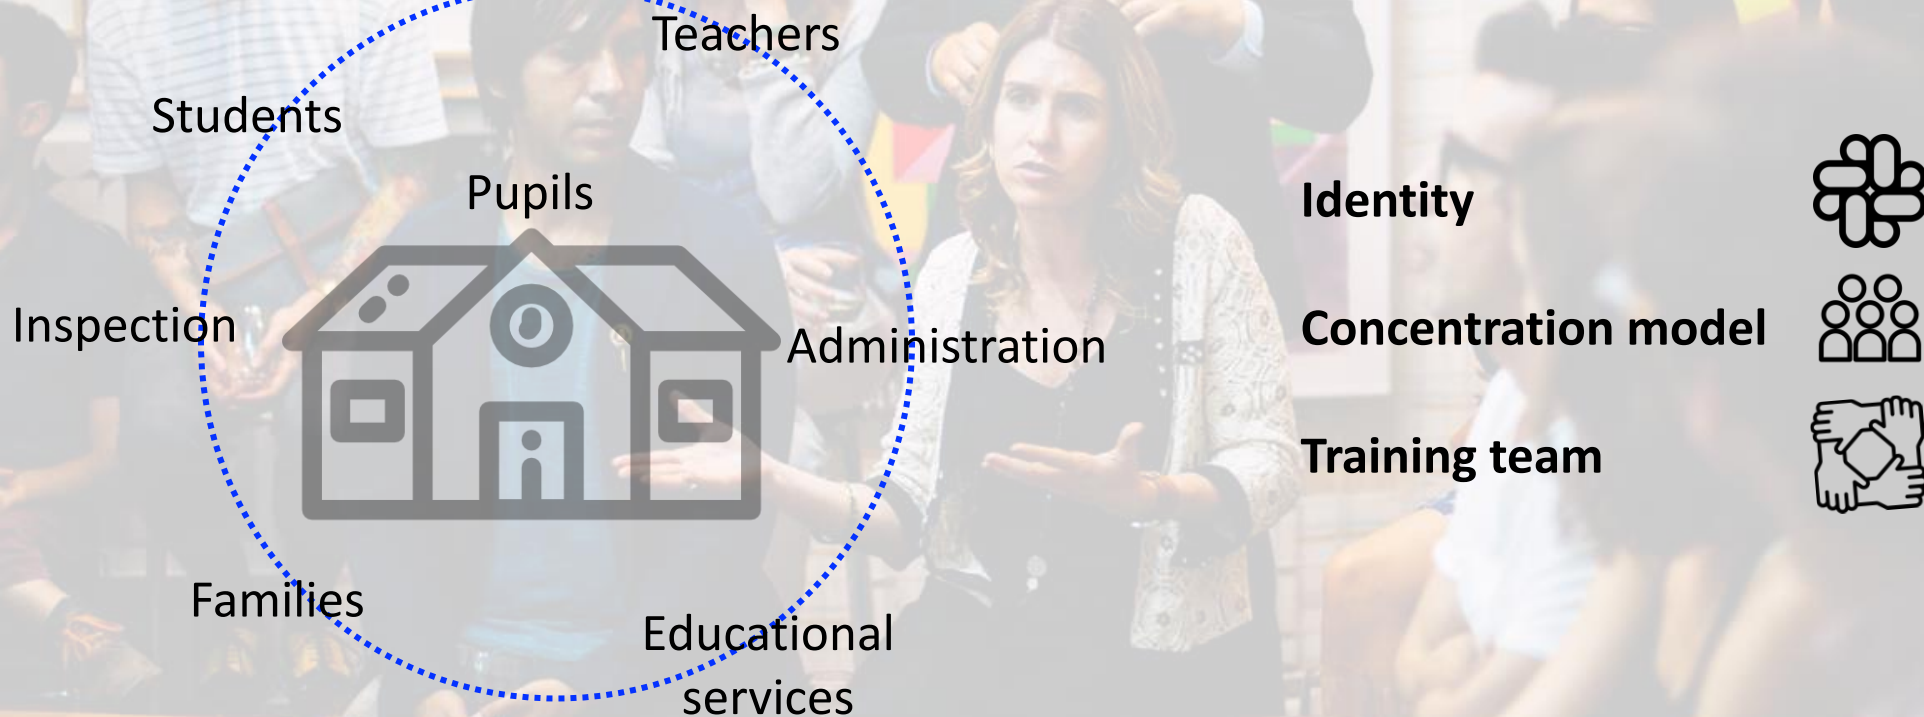 Teachers
Students
Pupils
Inspection
Administration
Families
Educational
services
Identity
Concentration model
Training team